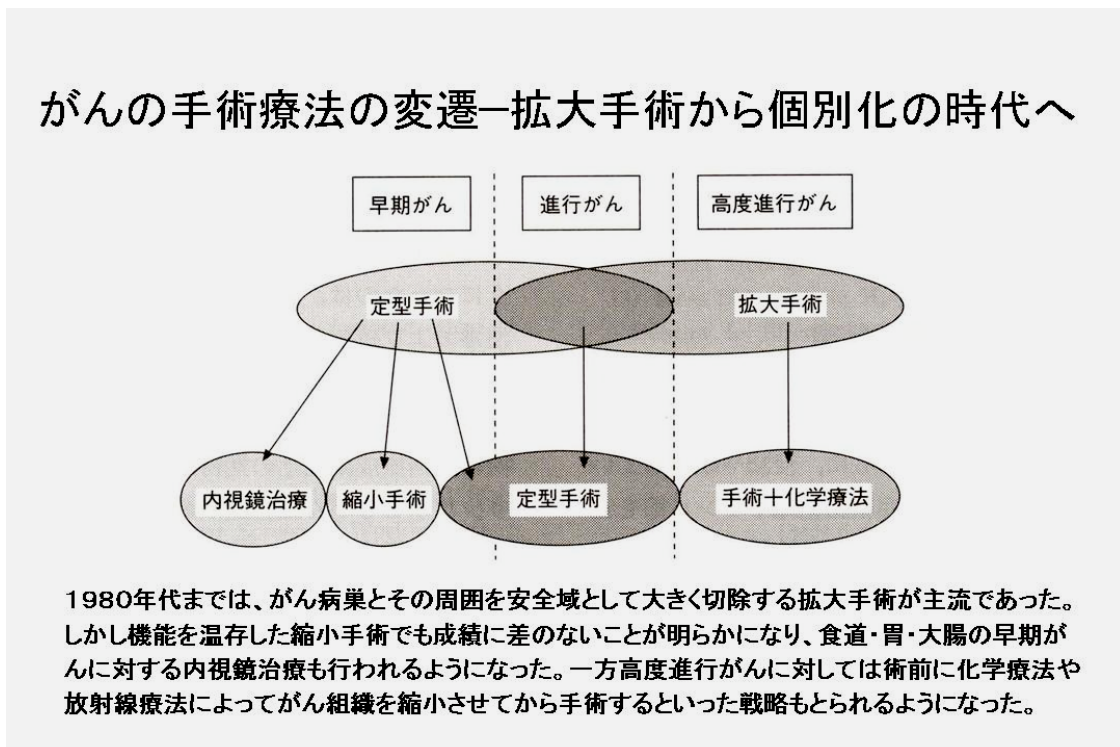 がんの手術療法の変遷—拡大手術から個別化の時代へ
早期がん
進行がん
高度進行がん
定型手術
拡大手術
内視鏡治療
縮小手術
定型手術
手術＋化学療法
1980年代までは、がん病巣とその周囲を安全域として大きく切除する拡大手術が主流であった。
しかし機能を温存した縮小手術でも成績に差のないことが明らかになり、食道・胃・大腸の早期が
んに対する内視鏡治療も行われるようになった。一方高度進行がんに対しては術前に化学療法や
放射線療法によってがん組織を縮小させてから手術するといった戦略もとられるようになった。